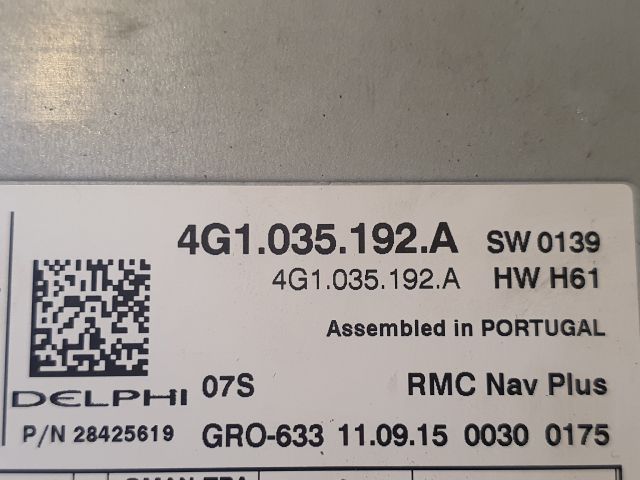 4G1.035.192.A SW 0139
4G1.035.192.A HW H61
Assembled in PORTUGAL
DELPHI 07S RMC Nav Plus
P/N 28425619 GRO-633 11.09.15 0030 0175